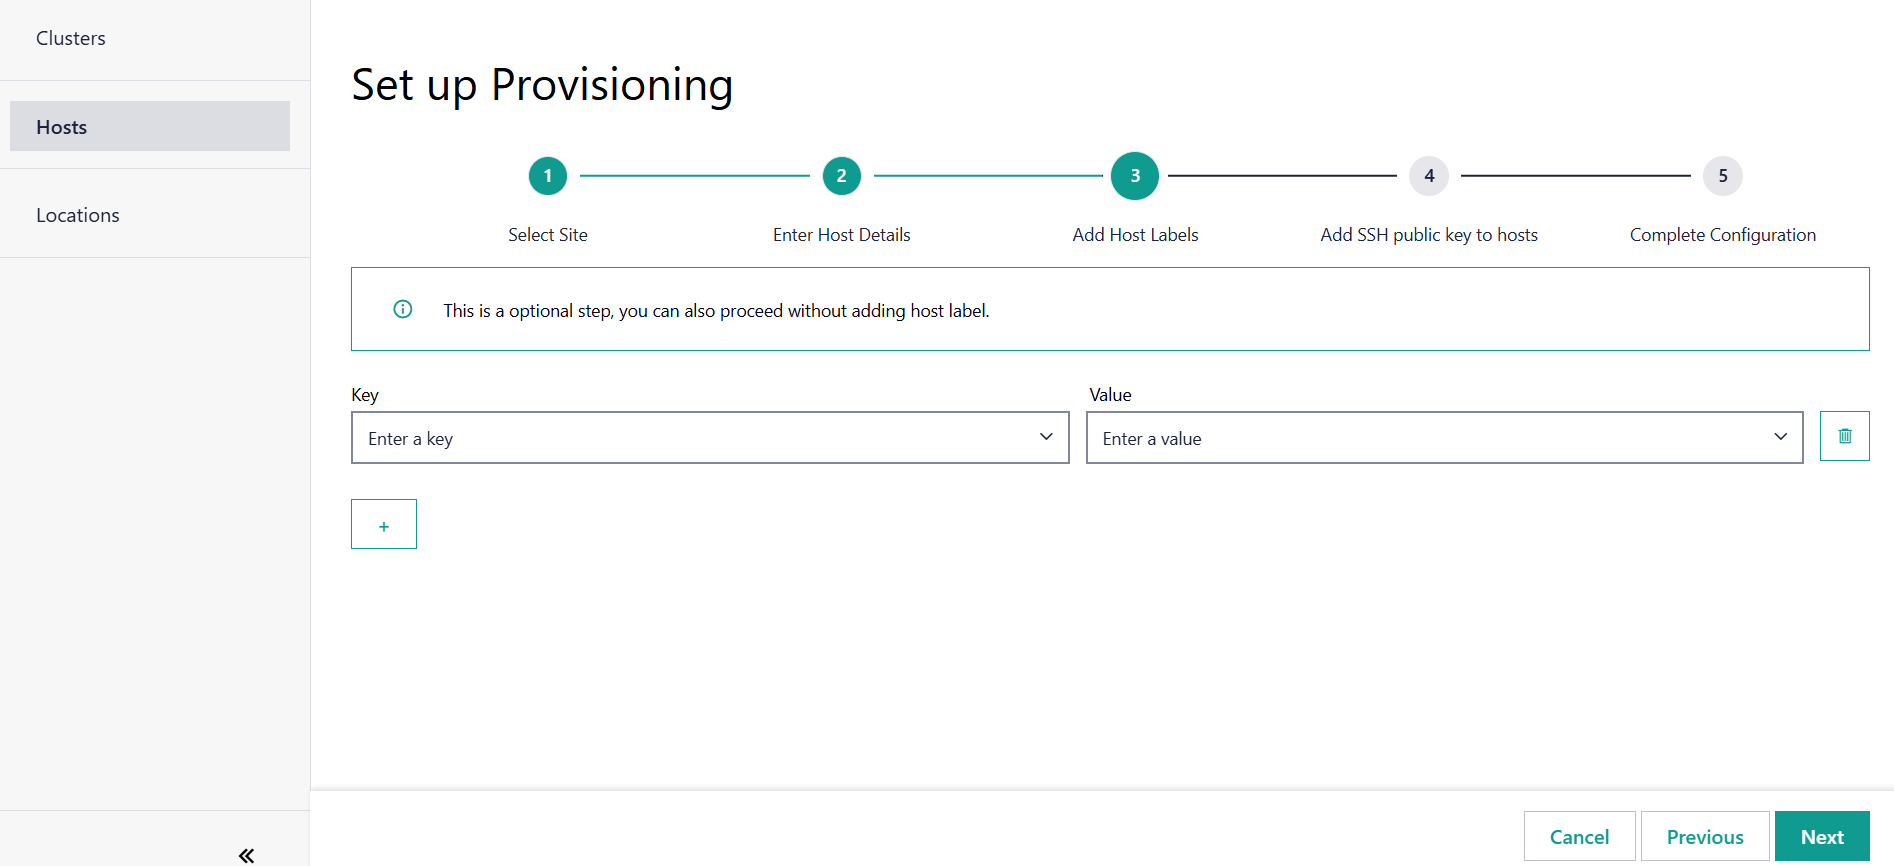 Clusters
Hosts
Locations
Set up Provisioning
1 2 3 4 5
Select Site Enter Host Details Add Host Labels Add SSH public key to hosts Complete Configuration
This is a optional step, you can also proceed without adding host label.
Key Value
Enter a key Enter a value
+
Cancel Previous Next